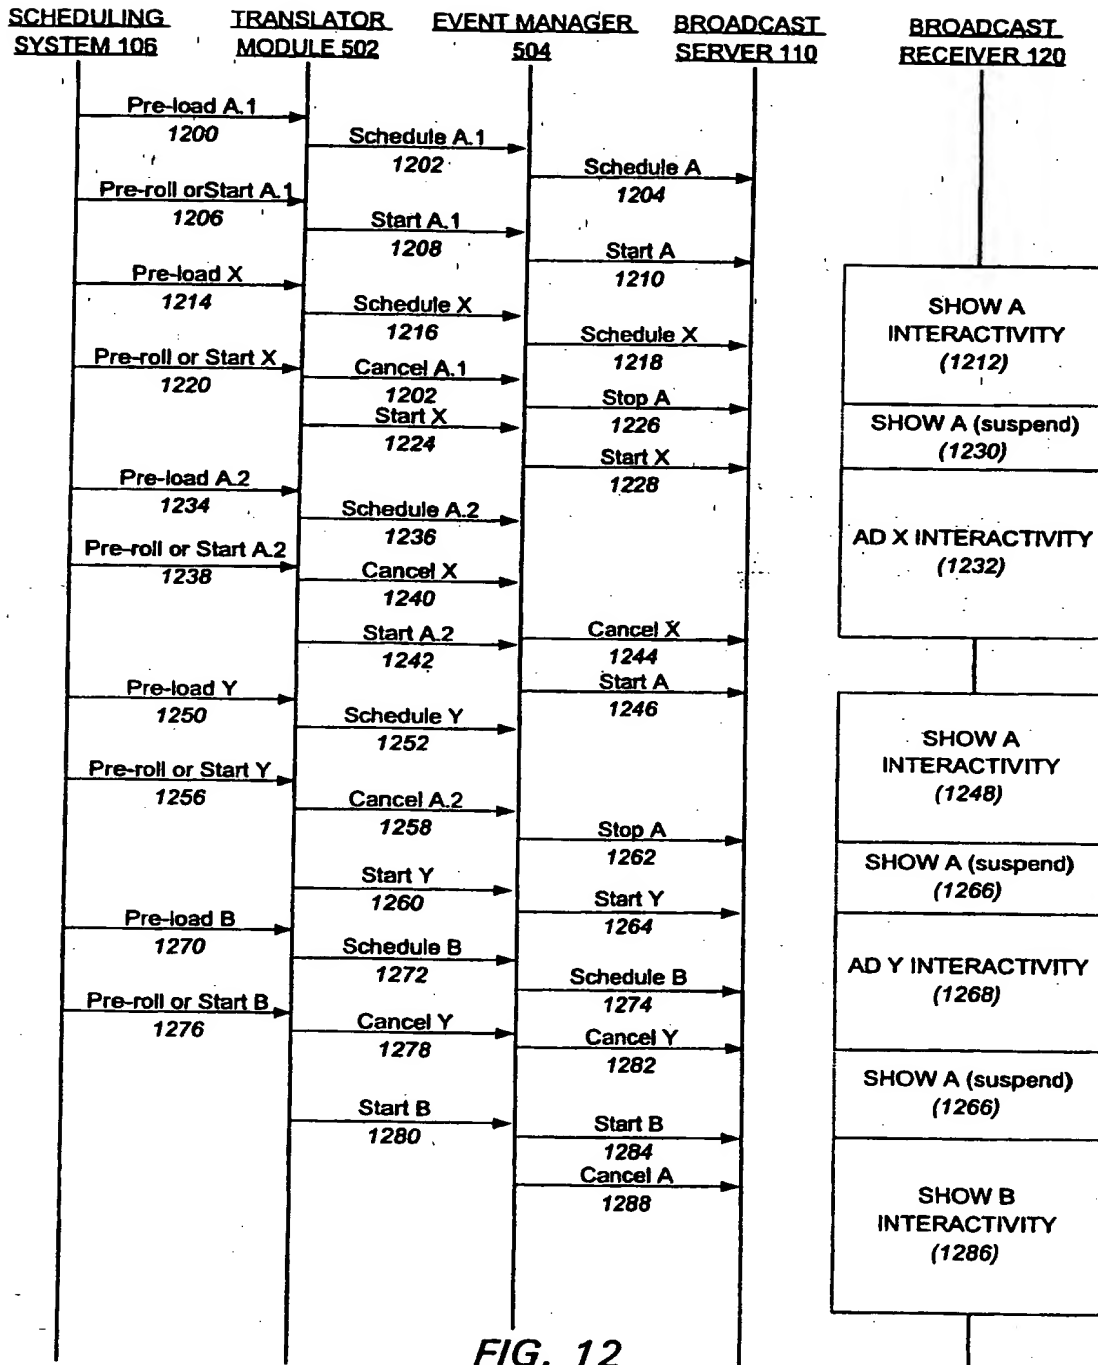 SCHEDULING
SYSTEM 106
TRANSLATOR
MODULE 502
EVENT MANAGER
504
BROADCAST
SERVER 110
BROADCAST
RECEIVER 120
Pre-load A.1
1200
Schedule A.1
1202
Schedule A
1204
Pre-roll orStart A.1
1206
Start A.1
1208
Start A
1210
Pre-load X
1214
Schedule X
1216
Schedule X
1218
SHOW A
INTERACTIVITY
(1212)
Pre-roll or Start X
1220
Cancel A.1
1202
Stop A
1226
Start X
1224
SHOW A (suspend)
(1230)
Start X
1228
Pre-load A.2
1234
Schedule A.2
1236
AD X INTERACTIVITY
(1232)
Pre-roll or Start A.2
1238
Cancel X
1240
Start A.2
1242
Cancel X
1244
Pre-load Y
1250
Start A
1246
Schedule Y
1252
SHOW A
INTERACTIVITY
(1248)
Pre-roll or Start Y
1256
Cancel A.2
1258
Stop A
1262
SHOW A (suspend)
(1266)
Start Y
1260
Start Y
1264
Pre-load B
1270
Schedule B
1272
AD Y INTERACTIVITY
(1268)
Schedule B
1274
Pre-roll or Start B
1276
Cancel Y
1278
Cancel Y
1282
SHOW A (suspend)
(1266)
Start B
1280
Start B
1284
Cancel A
1288
SHOW B
INTERACTIVITY
(1286)
FIG. 12